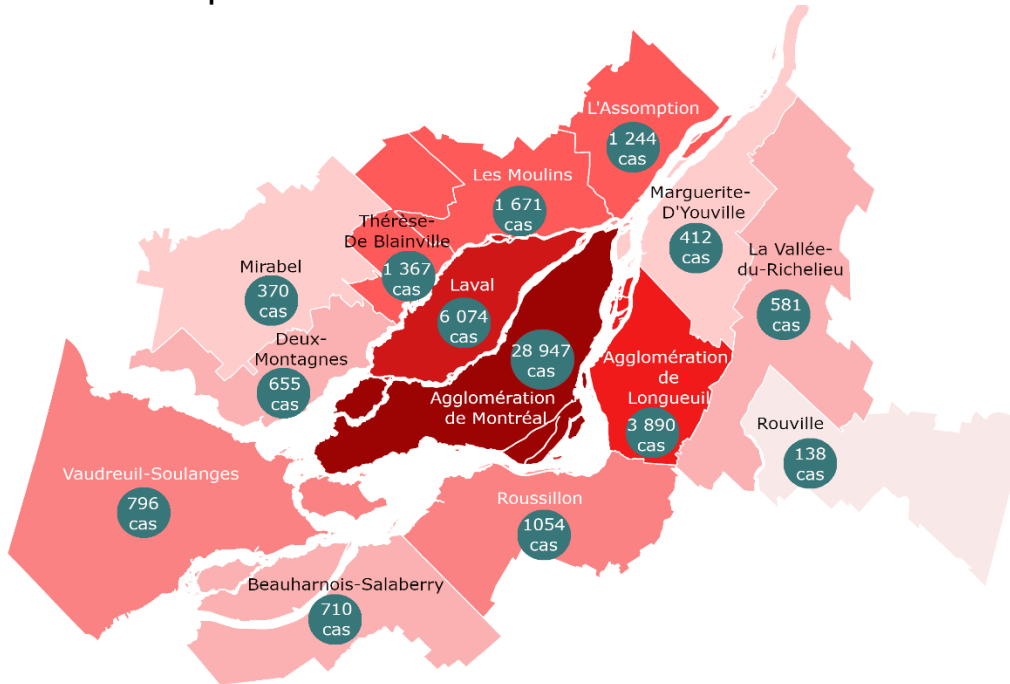 L'Assomption
1 244
cas
Les Moulins
1 671
cas
Marguerite-
D'Youville
412
cas
Thérèse-
De Blainville
1 367
cas
La Vallée-
du-Richelieu
581
cas
Mirabel
370
cas
Laval
6 074
cas
Deux-
Montagnes
655
cas
28 947
cas
Agglomération
de Montréal
Agglomération
de
Longueuil
3 890
cas
Rouville
138
cas
Vaudreuil-Soulanges
796
cas
Roussillon
1054
cas
Beauharnois-Salaberry
710
cas